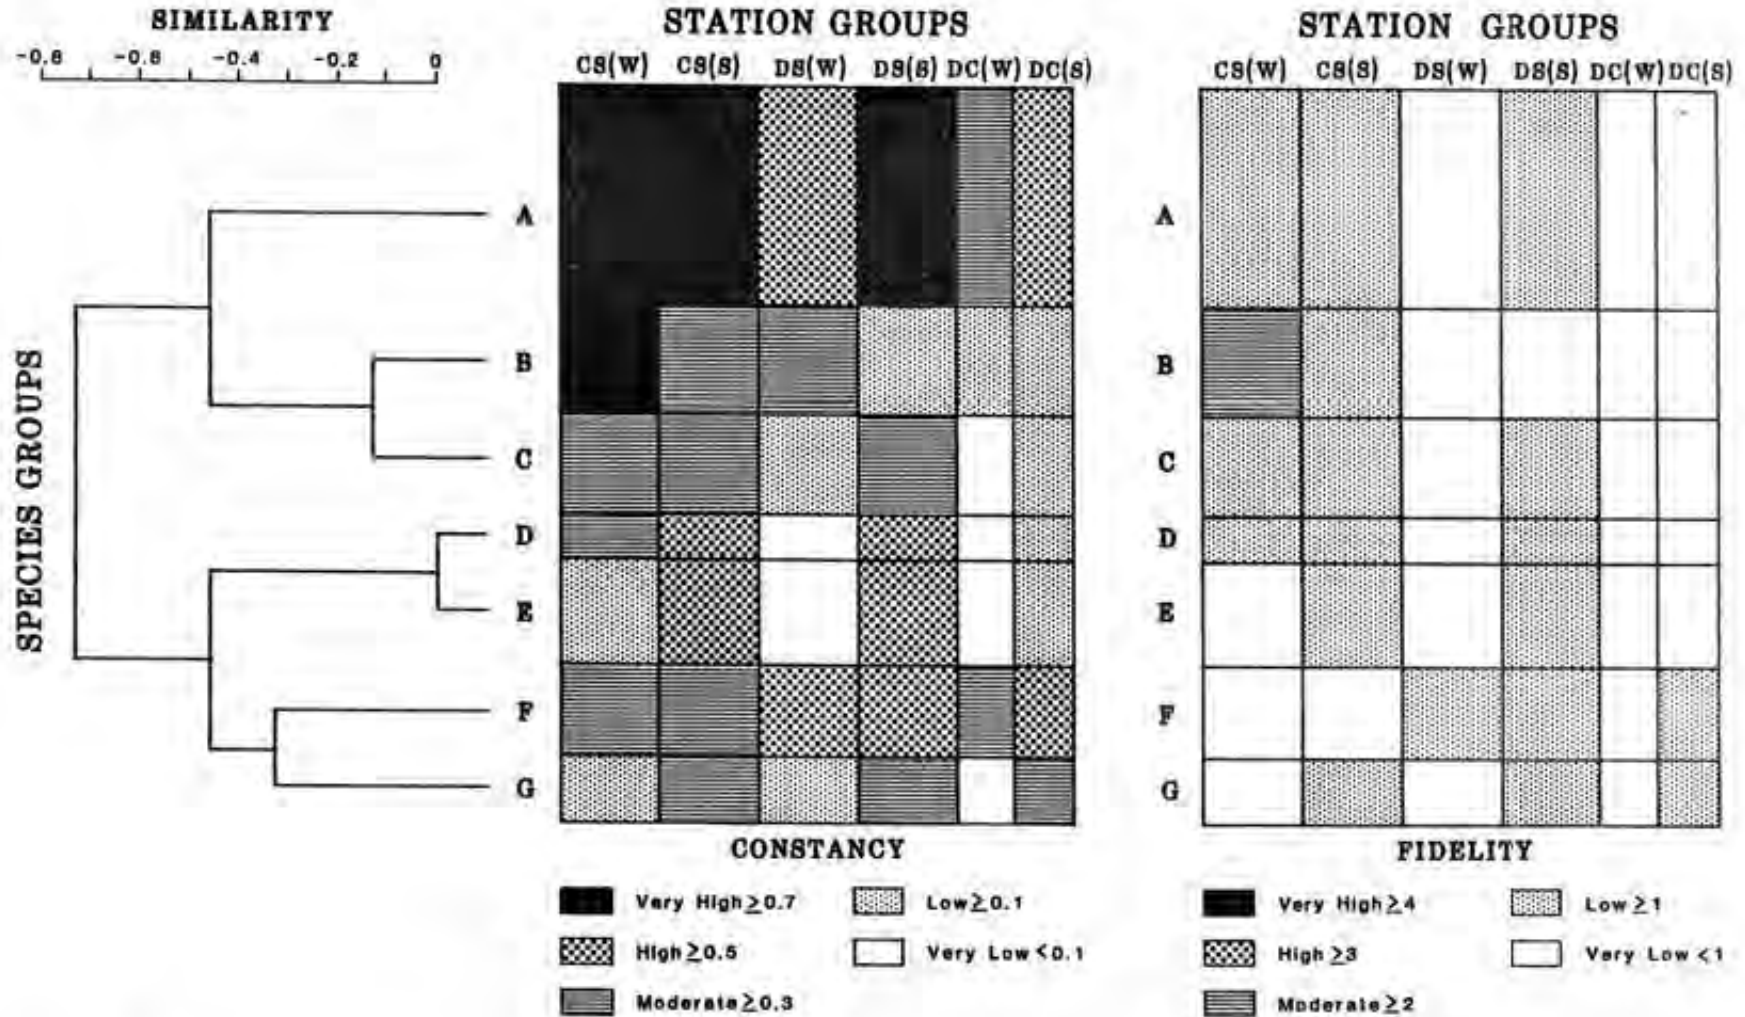 SIMILARITY
-0.8 -0.8 -0.4 -0.2 0
SPECIES GROUPS
STATION GROUPS
CS(W) CS(S) DS(W) DS(S) DC(W) DC(S)
A
B
C
D
E
F
G
CONSTANCY
Very High ≥0.7 Low ≥0.1
High ≥0.5 Very Low <0.1
Moderate ≥0.3
STATION GROUPS
CS(W) CS(S) DS(W) DS(S) DC(W) DC(S)
A
B
C
D
E
F
G
FIDELITY
Very High ≥4 Low ≥1
High ≥3 Very Low <1
Moderate ≥2